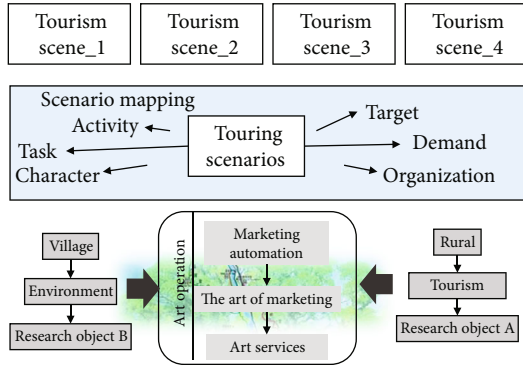 Tourism
scene_1
Tourism
scene_2
Tourism
scene_3
Tourism
scene_4
Scenario mapping
Activity
Task
Character
Touring
scenarios
Target
Demand
Organization
Village
Environment
Research object B
Art operation
Marketing
automation
The art of marketing
Art services
Rural
Tourism
Research object A